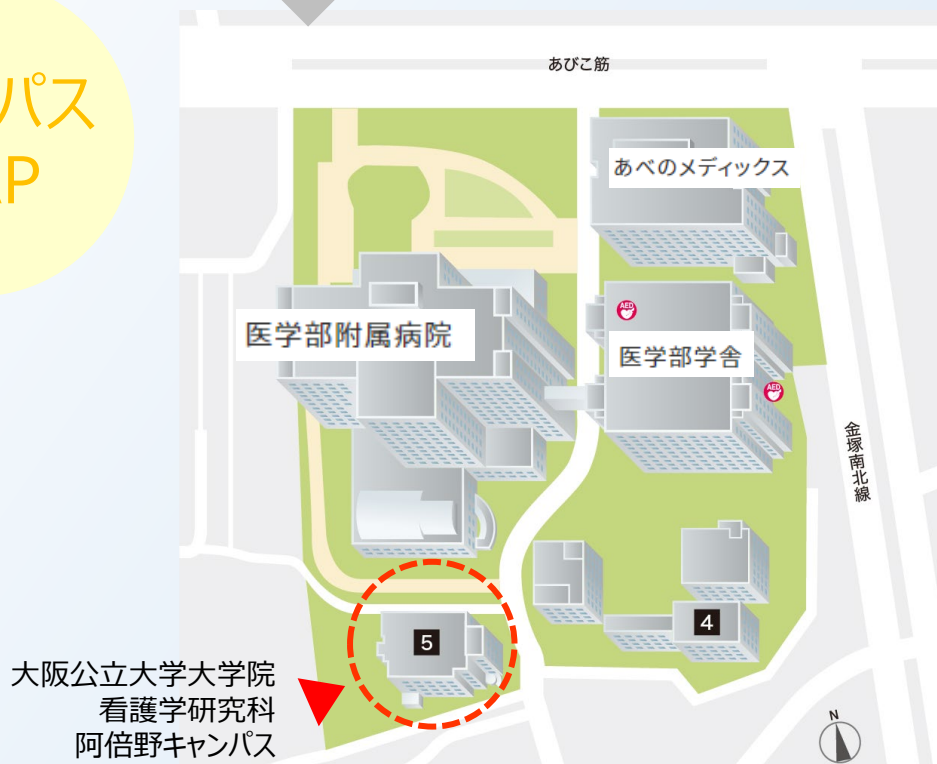 パス
P
あびこ筋
あべのメディックス
AED
医学部附属病院
医学部学舎
AED
金塚南北線
4
5
大阪公立大学大学院
看護学研究科
阿倍野キャンパス
N